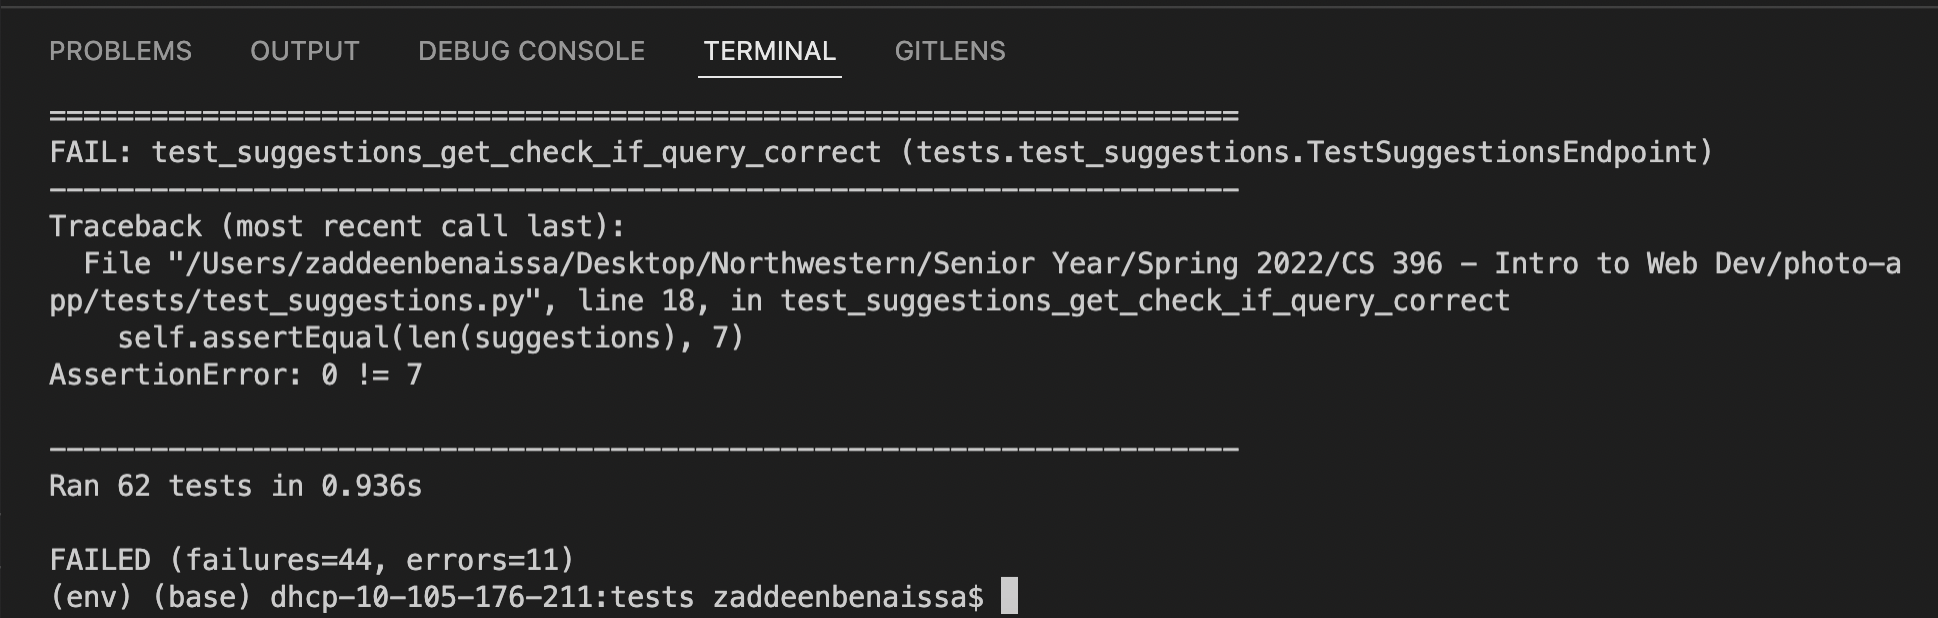 PROBLEMS OUTPUT DEBUG CONSOLE TERMINAL GITLENS
======================================================================
FAIL: test_suggestions_get_check_if_query_correct (tests.test_suggestions.TestSuggestionsEndpoint)
----------------------------------------------------------------------
Traceback (most recent call last):
  File "/Users/zaddeenbenaissa/Desktop/Northwestern/Senior Year/Spring 2022/CS 396 - Intro to Web Dev/photo-a
pp/tests/test_suggestions.py", line 18, in test_suggestions_get_check_if_query_correct
    self.assertEqual(len(suggestions), 7)
AssertionError: 0 != 7
----------------------------------------------------------------------
Ran 62 tests in 0.936s
FAILED (failures=44, errors=11)
(env) (base) dhcp-10-105-176-211:tests zaddeenbenaissa$